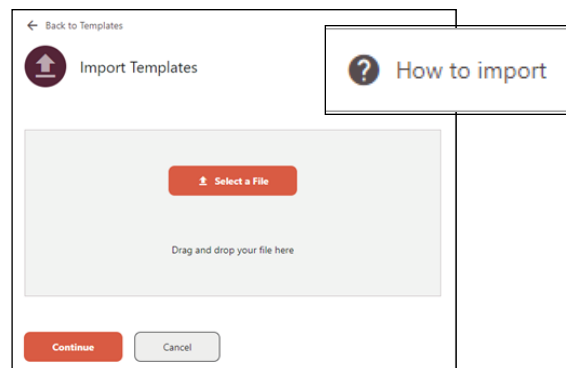 Back to Templates
Import Templates
How to import
Select a File
Drag and drop your file here
Continue
Cancel